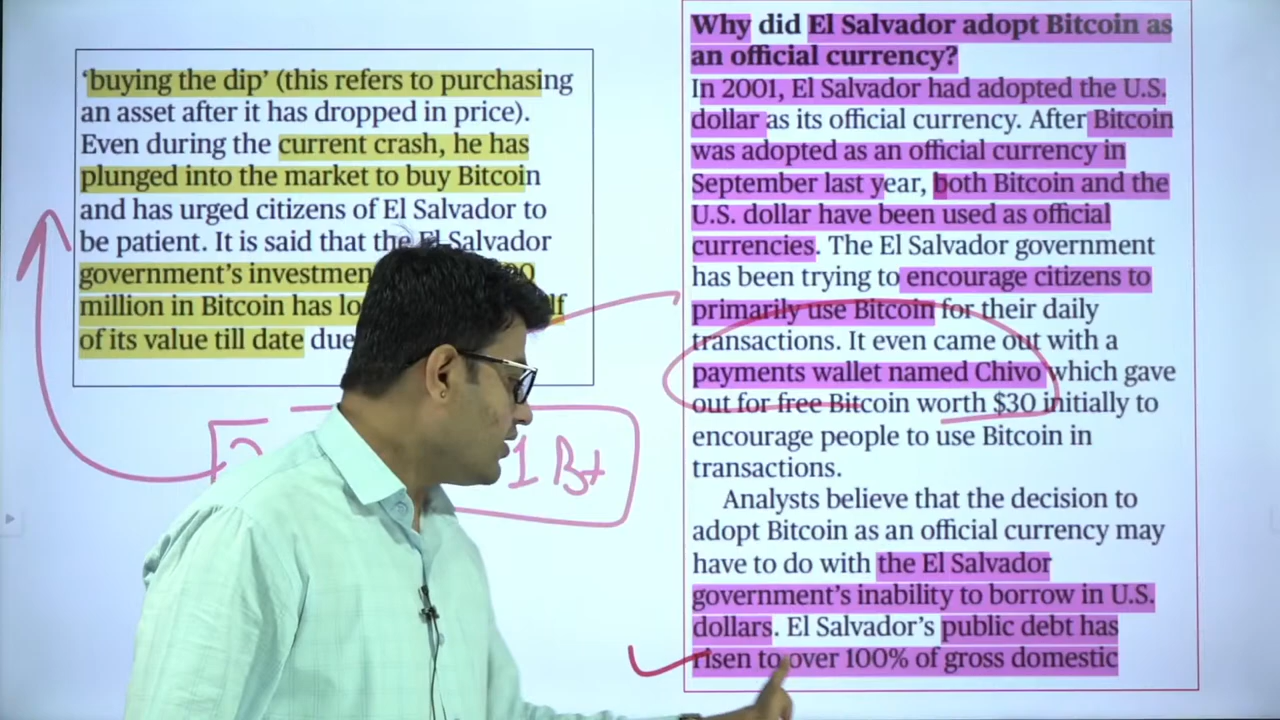 ‘buying the dip’ (this refers to purchasing
an asset after it has dropped in price).
Even during the current crash, he has
plunged into the market to buy Bitcoin
and has urged citizens of El Salvador to
be patient. It is said that the El Salvador
government’s
million in Bitcoin has
of its value till date due
1 Bt
Why did El Salvador adopt Bitcoin as
an official currency?
In 2001, El Salvador had adopted the U.S.
dollar as its official currency. After Bitcoin
was adopted as an official currency in
September last year, both Bitcoin and the
U.S. dollar have been used as official
currencies. The El Salvador government
has been trying to encourage citizens to
primarily use Bitcoin for their daily
transactions. It even came out with a
payments wallet named Chivo which gave
out for free Bitcoin worth $30 initially to
encourage people to use Bitcoin in
transactions.
Analysts believe that the decision to
adopt Bitcoin as an official currency may
have to do with the El Salvador
government’s inability to borrow in U.S.
dollars. El Salvador’s public debt has
risen to over 100% of gross domestic